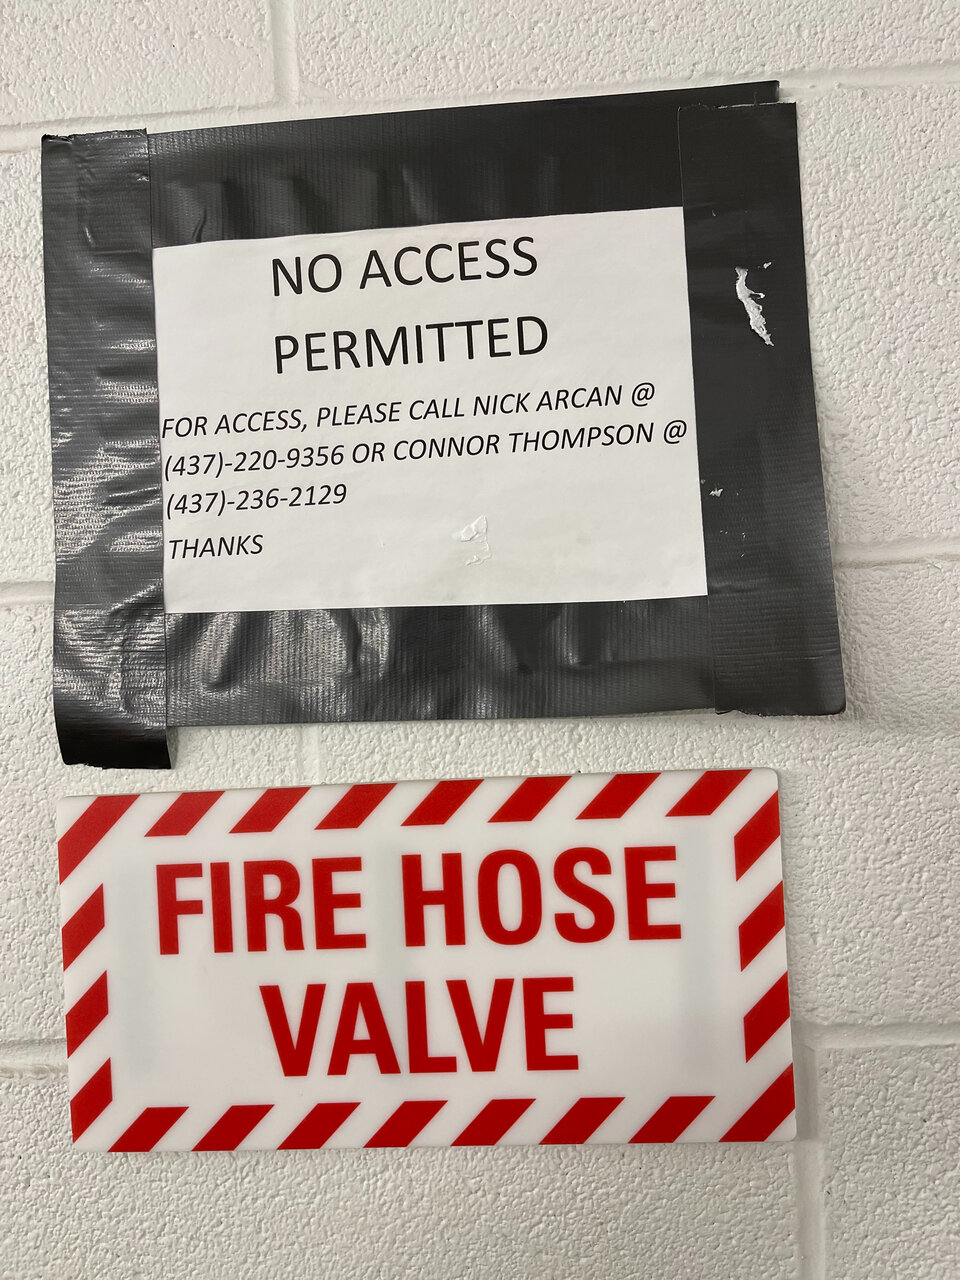 NO ACCESS
PERMITTED
FOR ACCESS, PLEASE CALL NICK ARCAN @
(437)-220-9356 OR CONNOR THOMPSON @
(437)-236-2129
THANKS
FIRE HOSE
VALVE